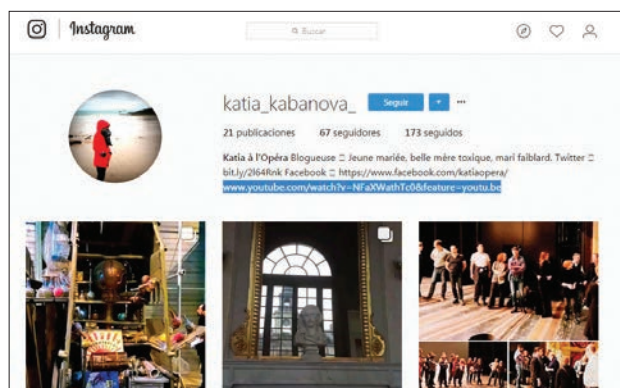 Instagram
Buscar
katia_kabanova_ Seguir
21 publicaciones 67 seguidores 173 seguidos
Katia à l'Opéra Blogueuse □ Jeune mariée, belle mère toxique, mari faiblard. Twitter □
bit.ly/2l64Rnk Facebook □ https://www.facebook.com/katiaopera/
www.youtube.com/watch?v=NFaXWathTc0&feature=youtu.be